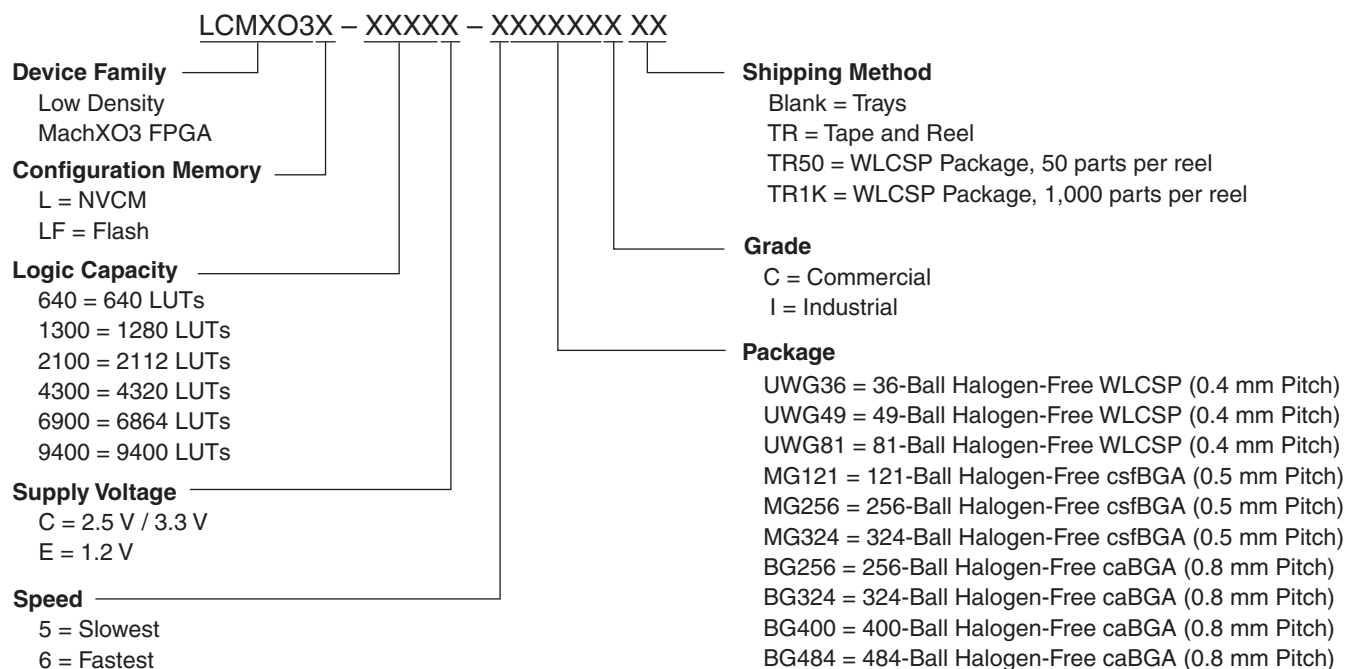 LCMXO3X – XXXXX – XXXXXXX XX
Device Family
Low Density
MachXO3 FPGA
Configuration Memory
L = NVCM
LF = Flash
Logic Capacity
640 = 640 LUTs
1300 = 1280 LUTs
2100 = 2112 LUTs
4300 = 4320 LUTs
6900 = 6864 LUTs
9400 = 9400 LUTs
Supply Voltage
C = 2.5 V / 3.3 V
E = 1.2 V
Speed
5 = Slowest
6 = Fastest
Shipping Method
Blank = Trays
TR = Tape and Reel
TR50 = WLCSP Package, 50 parts per reel
TR1K = WLCSP Package, 1,000 parts per reel
Grade
C = Commercial
I = Industrial
Package
UWG36 = 36-Ball Halogen-Free WLCSP (0.4 mm Pitch)
UWG49 = 49-Ball Halogen-Free WLCSP (0.4 mm Pitch)
UWG81 = 81-Ball Halogen-Free WLCSP (0.4 mm Pitch)
MG121 = 121-Ball Halogen-Free csfBGA (0.5 mm Pitch)
MG256 = 256-Ball Halogen-Free csfBGA (0.5 mm Pitch)
MG324 = 324-Ball Halogen-Free csfBGA (0.5 mm Pitch)
BG256 = 256-Ball Halogen-Free caBGA (0.8 mm Pitch)
BG324 = 324-Ball Halogen-Free caBGA (0.8 mm Pitch)
BG400 = 400-Ball Halogen-Free caBGA (0.8 mm Pitch)
BG484 = 484-Ball Halogen-Free caBGA (0.8 mm Pitch)